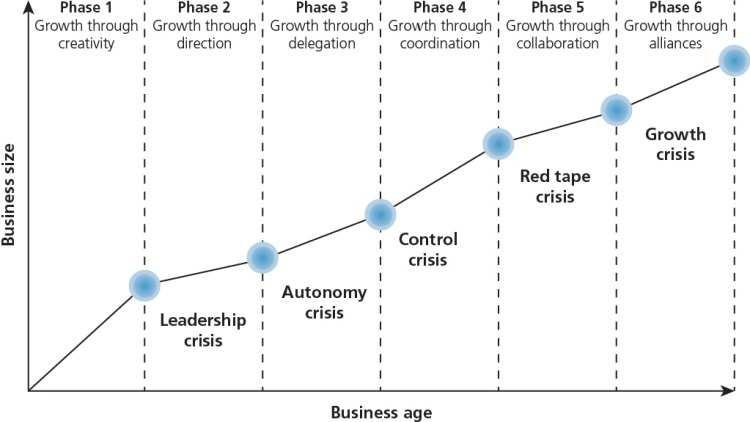 Phase 1
Growth through
creativity
Phase 2
Growth through
direction
Phase 3
Growth through
delegation
Phase 4
Growth through
coordination
Phase 5
Growth through
collaboration
Phase 6
Growth through
alliances
Business size
Growth
crisis
Red tape
crisis
Control
crisis
Autonomy
crisis
Leadership
crisis
Business age